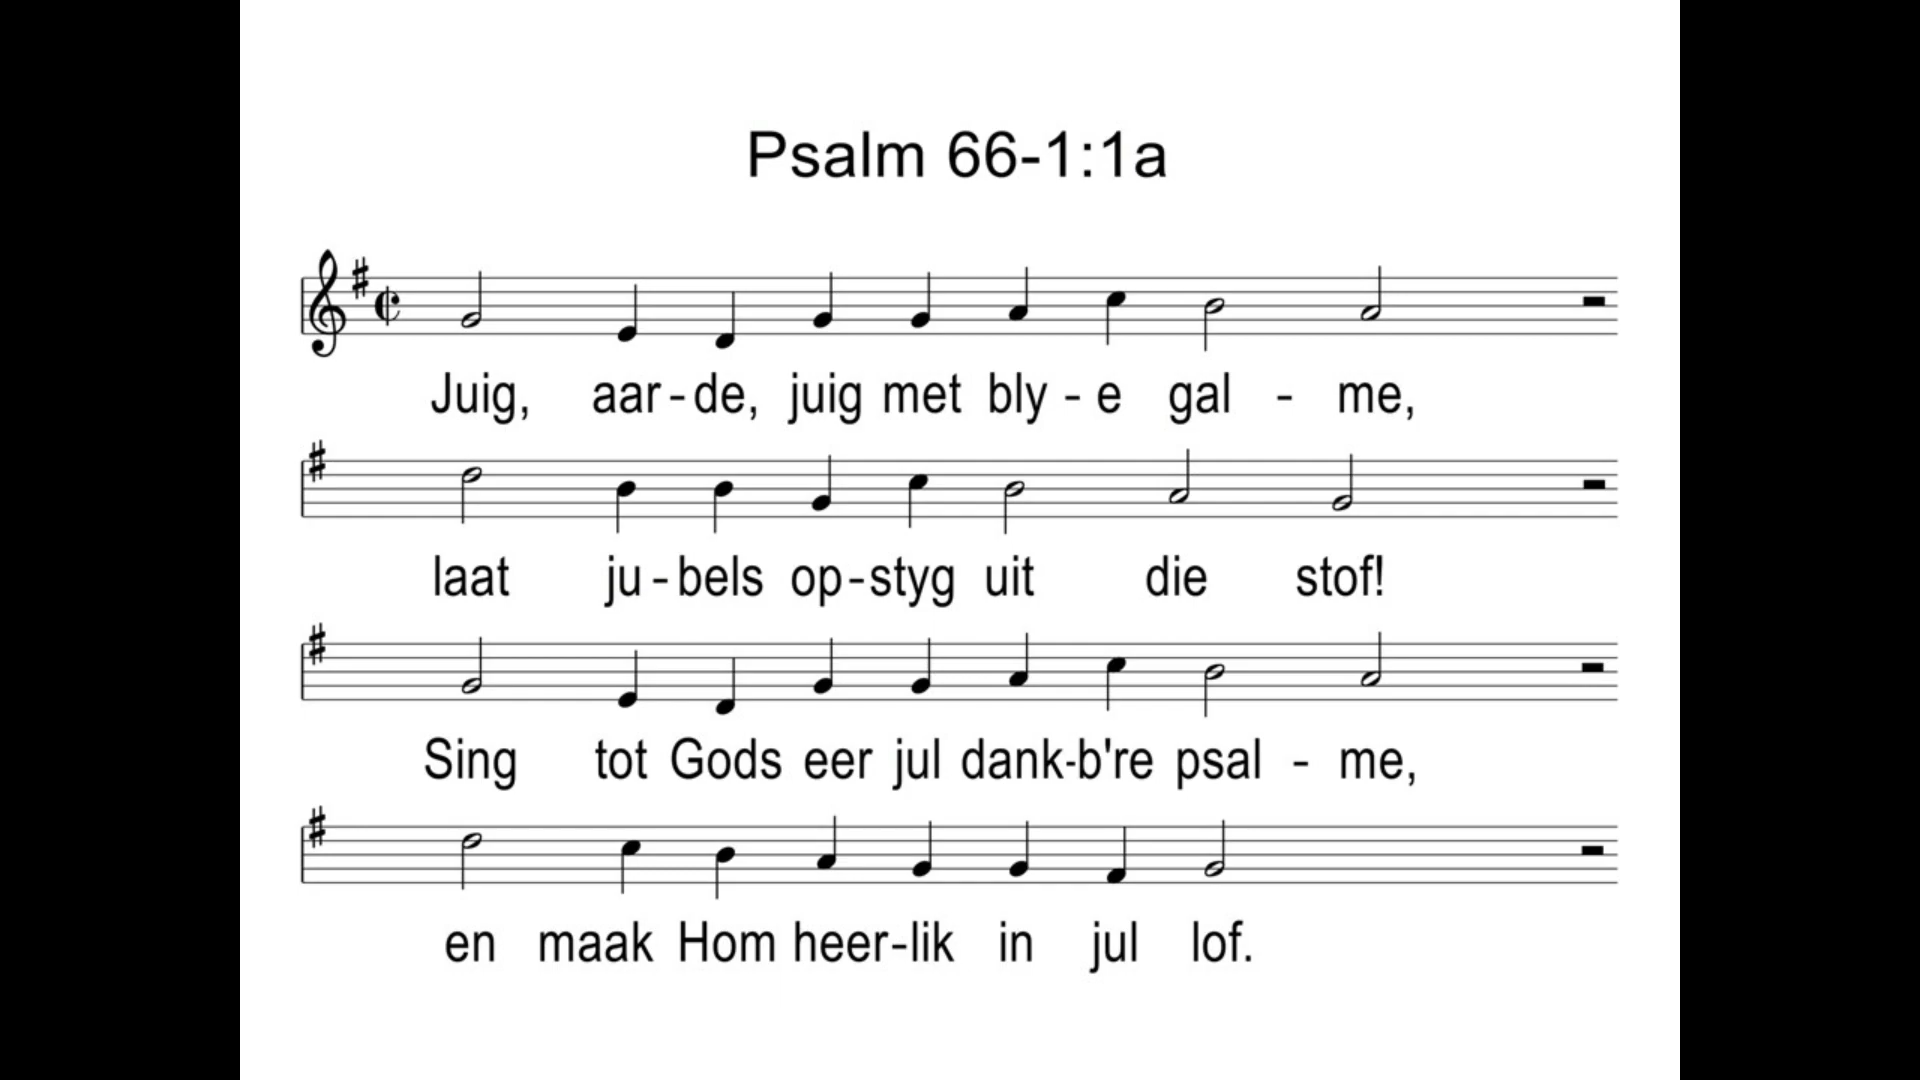 Psalm 66-1:1a
Juig, aar-de, juig met bly-e gal-me,
laat ju-bels op-styg uit die stof!
Sing tot Gods eer jul dank-b're psal-me,
en maak Hom heer-lik in jul lof.